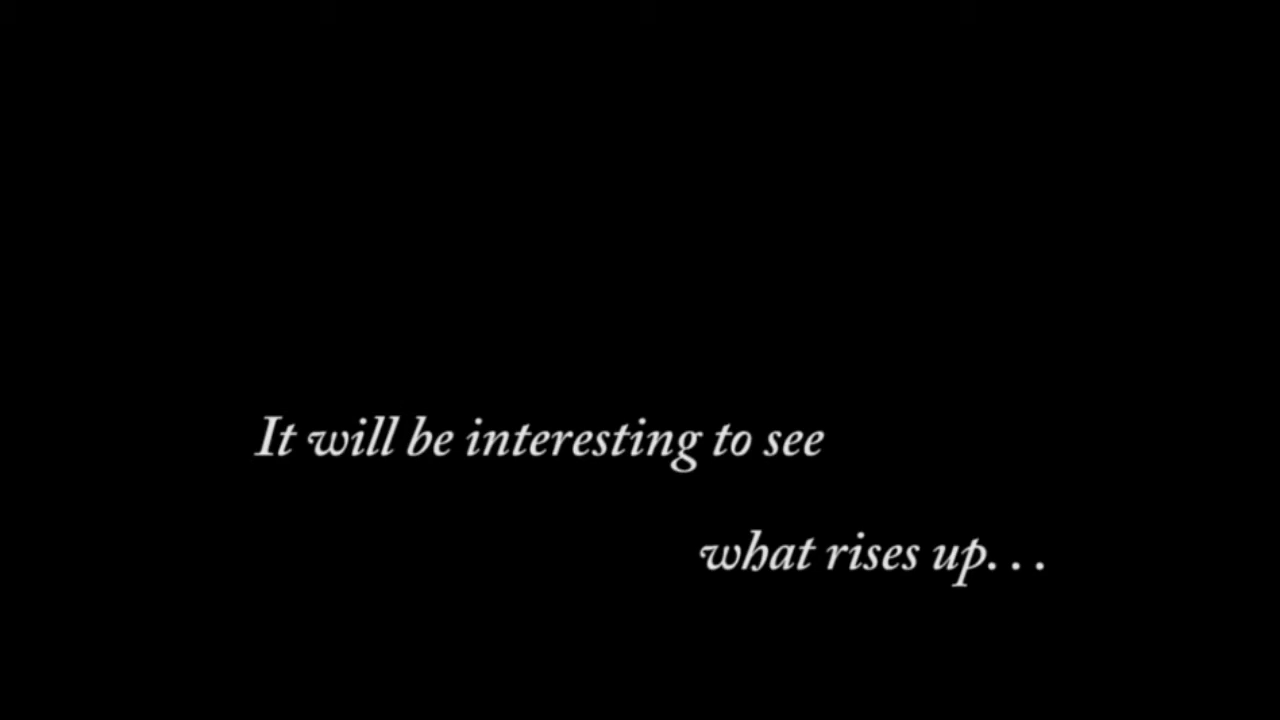 It will be interesting to see
what rises up. . .